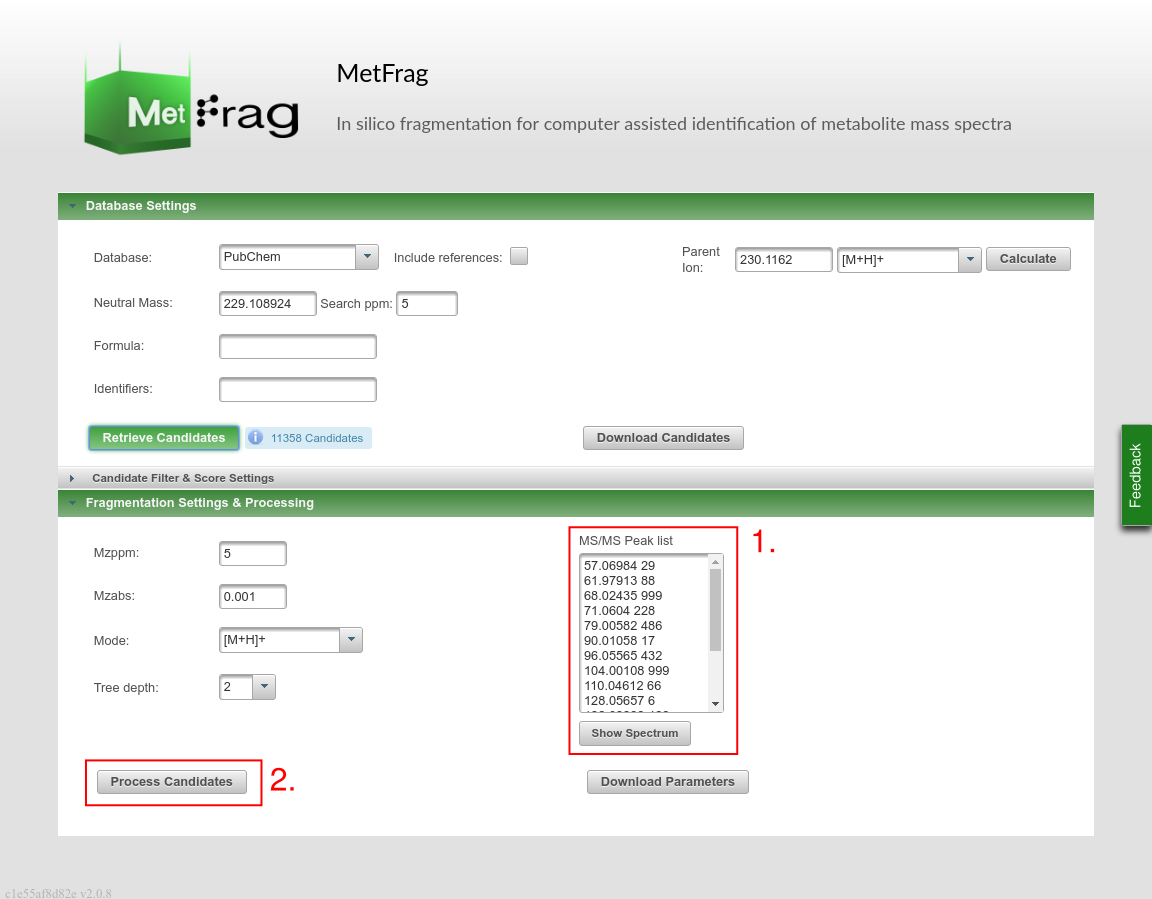 MetFrag
MetFrag
In silico fragmentation for computer assisted identification of metabolite mass spectra
Database Settings
Database: PubChem Include references: Parent Ion: 230.1162 [M+H]+ Calculate
Neutral Mass: 229.108924 Search ppm: 5
Formula:
Identifiers:
Retrieve Candidates 11358 Candidates Download Candidates
Candidate Filter & Score Settings
Fragmentation Settings & Processing
Mzppm: 5
Mzabs: 0.001
Mode: [M+H]+
Tree depth: 2
MS/MS Peak list
57.06984 29
61.97913 88
68.02435 999
71.0604 228
79.00582 486
90.01058 17
96.05565 432
104.00108 999
110.04612 66
128.05657 6
Show Spectrum
1.
Process Candidates
2.
Download Parameters
Feedback
c1e55af8d82e v2.0.8